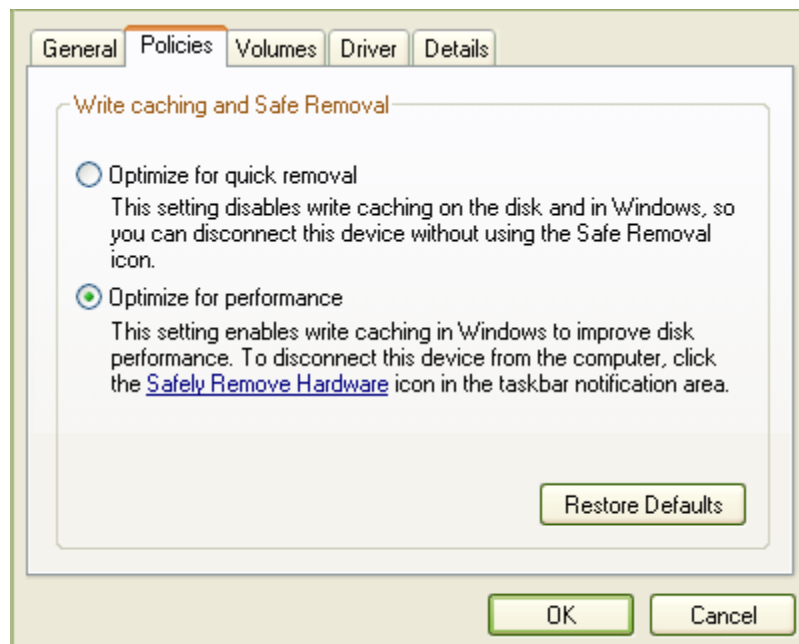 General Policies Volumes Driver Details
Write caching and Safe Removal
Optimize for quick removal
This setting disables write caching on the disk and in Windows, so
you can disconnect this device without using the Safe Removal
icon.
Optimize for performance
This setting enables write caching in Windows to improve disk
performance. To disconnect this device from the computer, click
the Safely Remove Hardware icon in the taskbar notification area.
Restore Defaults
OK Cancel